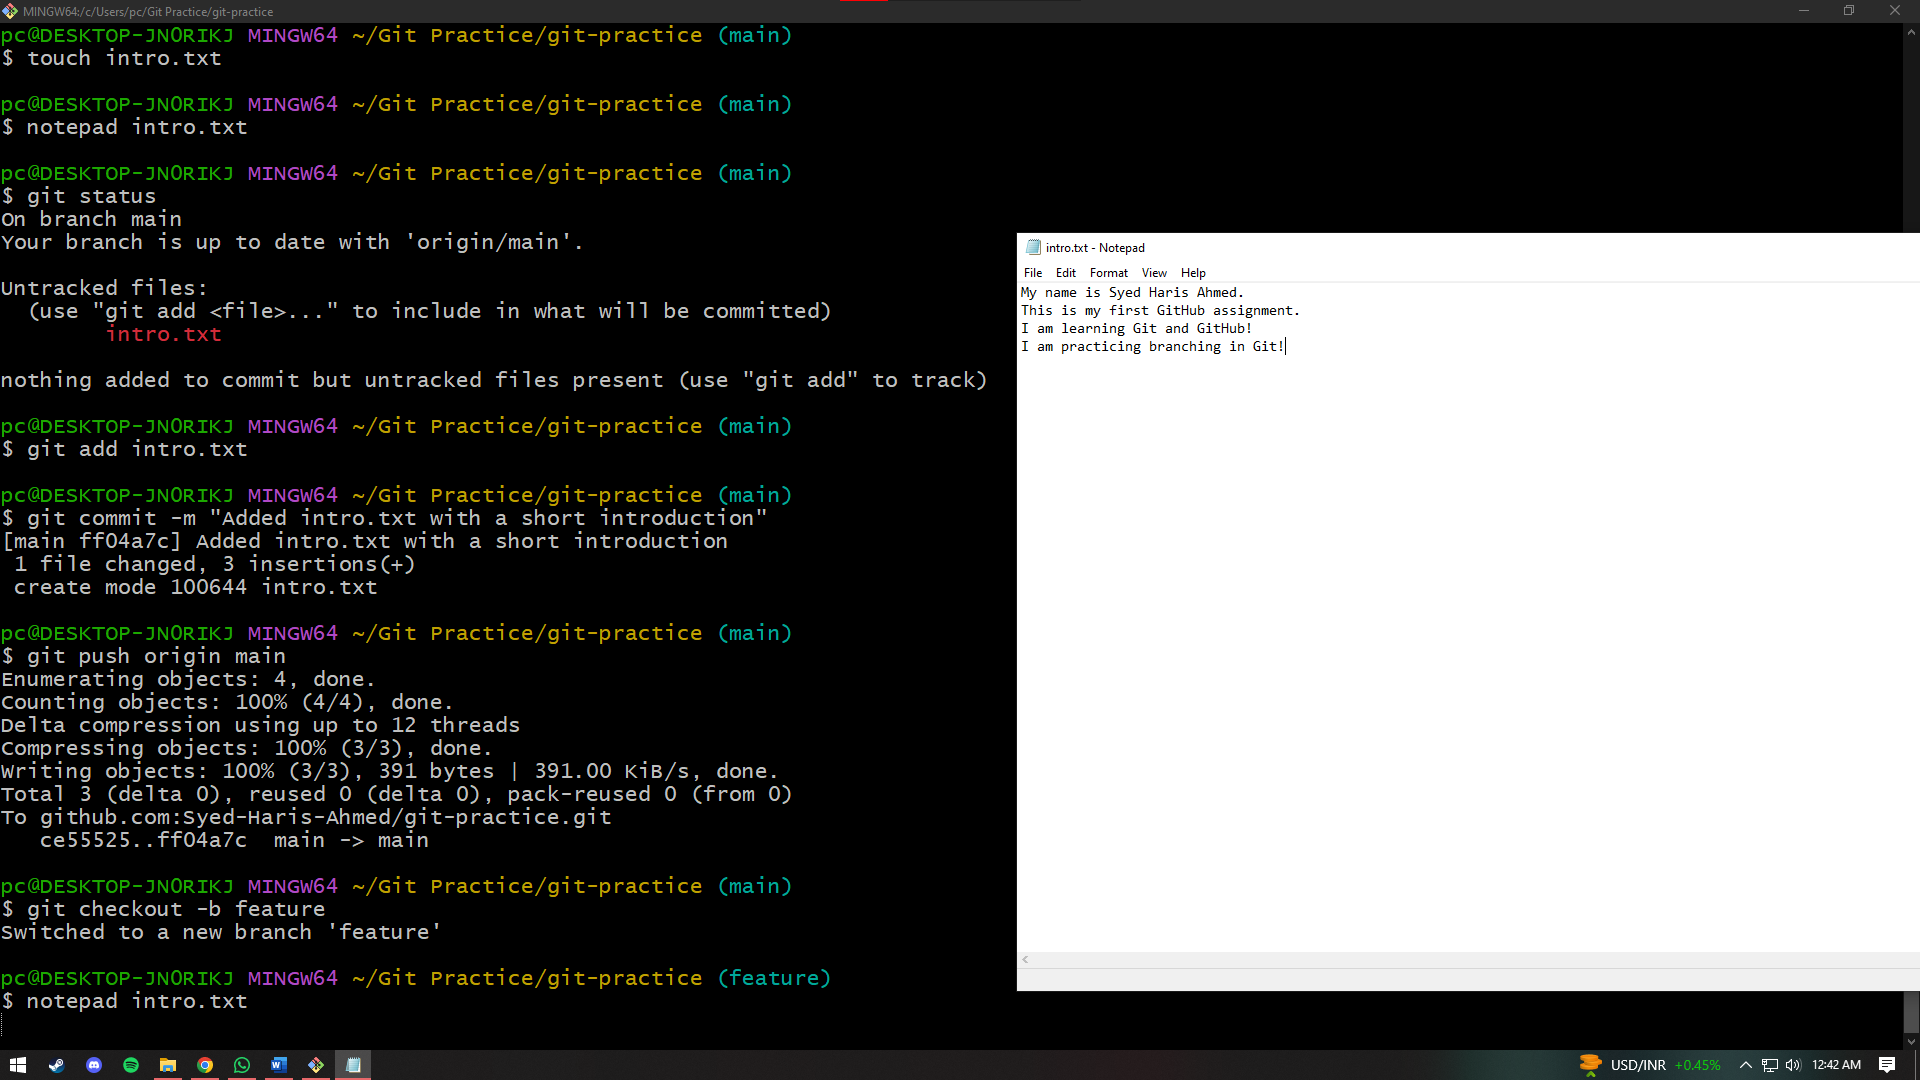 MINGW64:/c/Users/pc/Git Practice/git-practice
pc@DESKTOP-JN0RIKJ MINGW64 ~/Git Practice/git-practice (main)
$ touch intro.txt
pc@DESKTOP-JN0RIKJ MINGW64 ~/Git Practice/git-practice (main)
$ notepad intro.txt
pc@DESKTOP-JN0RIKJ MINGW64 ~/Git Practice/git-practice (main)
$ git status
On branch main
Your branch is up to date with 'origin/main'.
Untracked files:
  (use "git add <file>..." to include in what will be committed)
        intro.txt
nothing added to commit but untracked files present (use "git add" to track)
pc@DESKTOP-JN0RIKJ MINGW64 ~/Git Practice/git-practice (main)
$ git add intro.txt
pc@DESKTOP-JN0RIKJ MINGW64 ~/Git Practice/git-practice (main)
$ git commit -m "Added intro.txt with a short introduction"
[main ff04a7c] Added intro.txt with a short introduction
 1 file changed, 3 insertions(+)
 create mode 100644 intro.txt
pc@DESKTOP-JN0RIKJ MINGW64 ~/Git Practice/git-practice (main)
$ git push origin main
Enumerating objects: 4, done.
Counting objects: 100% (4/4), done.
Delta compression using up to 12 threads
Compressing objects: 100% (3/3), done.
Writing objects: 100% (3/3), 391 bytes | 391.00 KiB/s, done.
Total 3 (delta 0), reused 0 (delta 0), pack-reused 0 (from 0)
To github.com:Syed-Haris-Ahmed/git-practice.git
   ce55525..ff04a7c  main -> main
pc@DESKTOP-JN0RIKJ MINGW64 ~/Git Practice/git-practice (main)
$ git checkout -b feature
Switched to a new branch 'feature'
pc@DESKTOP-JN0RIKJ MINGW64 ~/Git Practice/git-practice (feature)
$ notepad intro.txt
intro.txt - Notepad
File Edit Format View Help
My name is Syed Haris Ahmed.
This is my first GitHub assignment.
I am learning Git and GitHub!
I am practicing branching in Git!
USD/INR +0.45% 12:42 AM